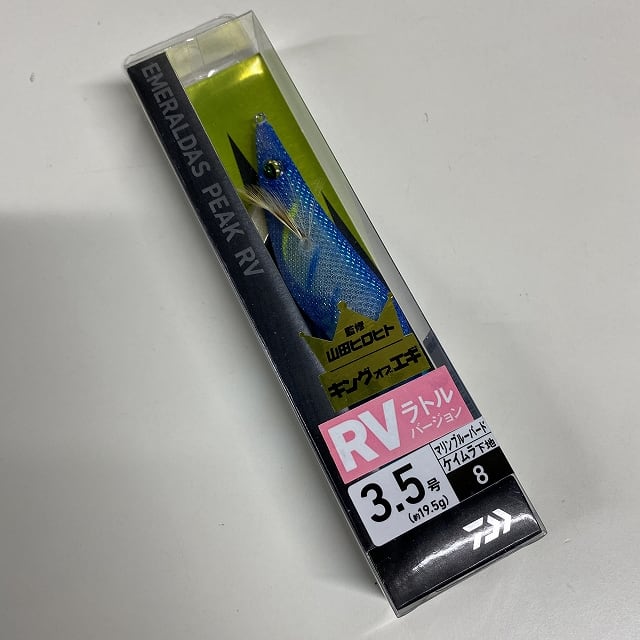 EMERALDAS PEAK RV
監修
山田ヒロヒト
キングオブエギ
RVラトル
バージョン
3.5号
(約19.5g)
マリンブルーバード
ケイムラ下地
8